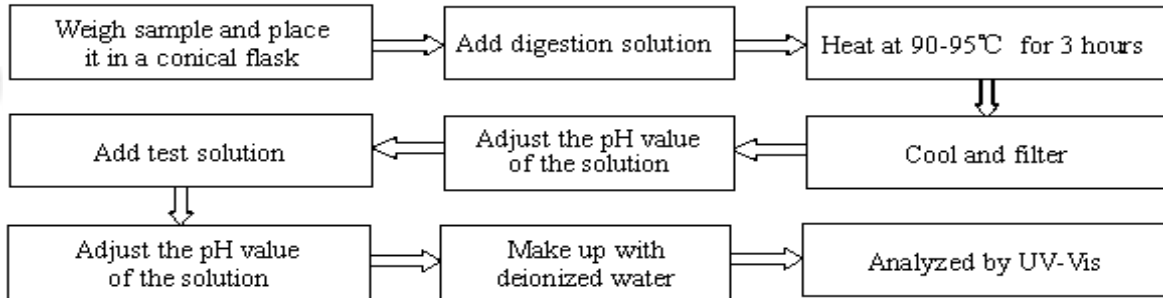 Weigh sample and place
it in a conical flask
Add digestion solution
Heat at 90-95℃ for 3 hours
Cool and filter
Adjust the pH value
of the solution
Add test solution
Adjust the pH value
of the solution
Make up with
deionized water
Analyzed by UV-Vis